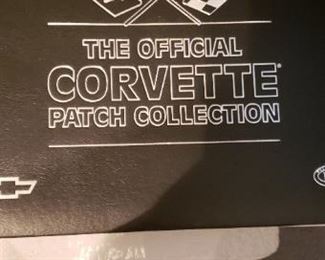 THE OFFICIAL
CORVETTE®
PATCH COLLECTION